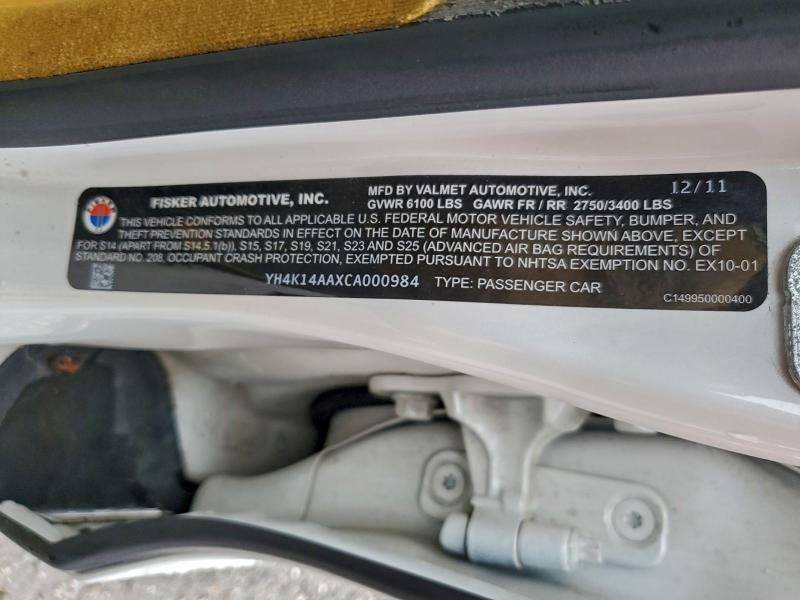 FISKER
FISKER AUTOMOTIVE, INC. MFD BY VALMET AUTOMOTIVE, INC. 12/11
GVWR 6100 LBS GAWR FR / RR 2750/3400 LBS
THIS VEHICLE CONFORMS TO ALL APPLICABLE U.S. FEDERAL MOTOR VEHICLE SAFETY, BUMPER, AND
THEFT PREVENTION STANDARDS IN EFFECT ON THE DATE OF MANUFACTURE SHOWN ABOVE, EXCEPT
FOR S14 (APART FROM S14.5.1(b)), S15, S17, S19, S21, S23 AND S25 (ADVANCED AIR BAG REQUIREMENTS) OF
STANDARD NO. 208, OCCUPANT CRASH PROTECTION, EXEMPTED PURSUANT TO NHTSA EXEMPTION NO. EX10-01
YH4K14AAXCA000984 TYPE: PASSENGER CAR C149950000400